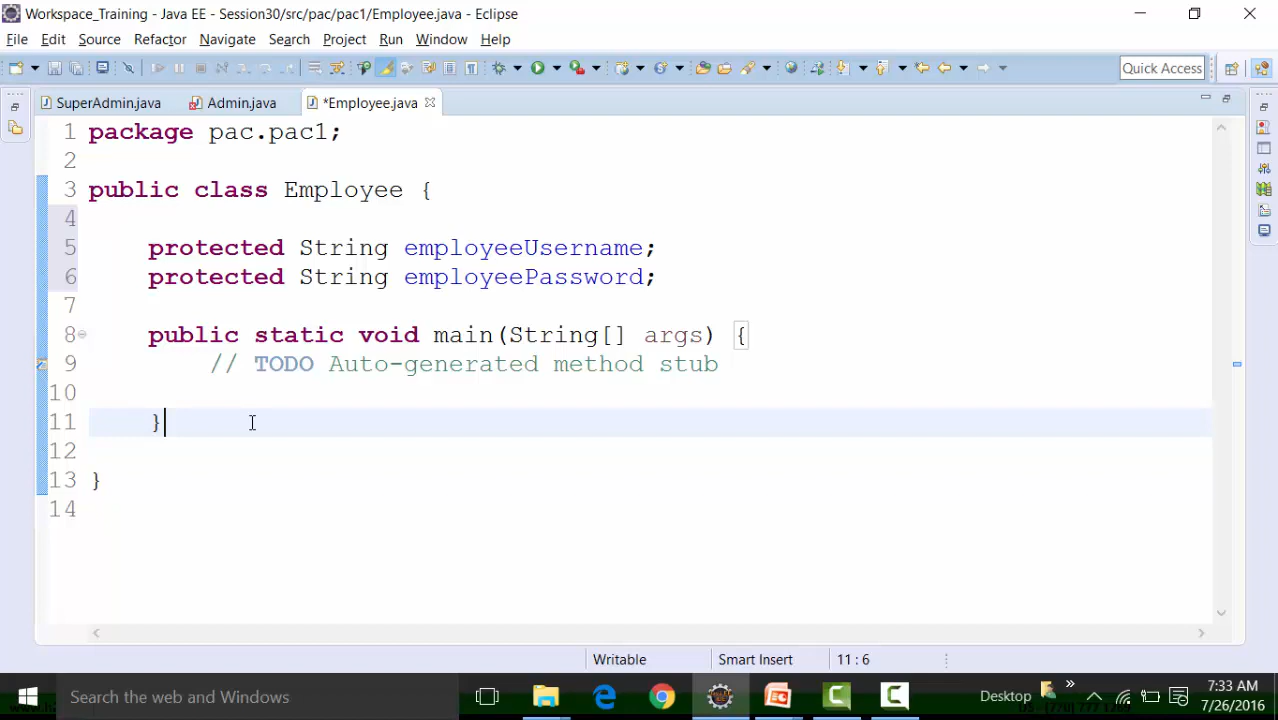 Workspace_Training - Java EE - Session30/src/pac/pac1/Employee.java - Eclipse
File Edit Source Refactor Navigate Search Project Run Window Help
Quick Access
SuperAdmin.java Admin.java *Employee.java
1 package pac.pac1;
2
3 public class Employee {
4
5 protected String employeeUsername;
6 protected String employeePassword;
7
8 public static void main(String[] args) {
9 // TODO Auto-generated method stub
10
11 }
12
13 }
14
Writable Smart Insert 11 : 6
Search the web and Windows
Desktop
7:33 AM
7/26/2016